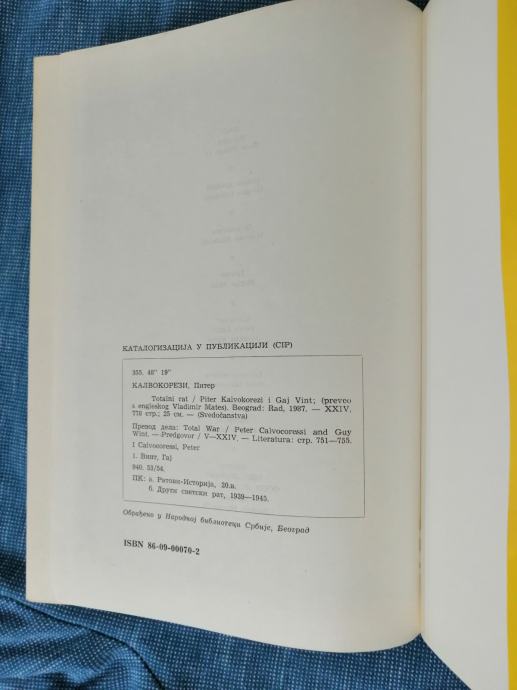 КАТАЛОГИЗАЦИЈА У ПУБЛИКАЦИЈИ (CIP)
355. 48" 19"
КАЛВОКОРЕЗИ, Питер
Totalni rat / Piter Kalvokorezi i Gaj Vint; (preveo
s engleskog Vladimir Mates). Beograd: Rad, 1987. — XXIV,
778 стр.; 25 cm. — (Svedočanstva)
Превод дела: Total War / Peter Calvocoressi and Guy
Wint. — Predgovor / V—XXIV. — Literatura: стр. 751—755.
I Calvocoressi, Peter
1. Винт, Гај
940. 53/54.
ПК: а. Ратови-Историја, 20.в.
б. Други светски рат, 1939—1945.
Обрађено у Народној библиотеци Србије, Београд
ISBN 86-09-00070-2